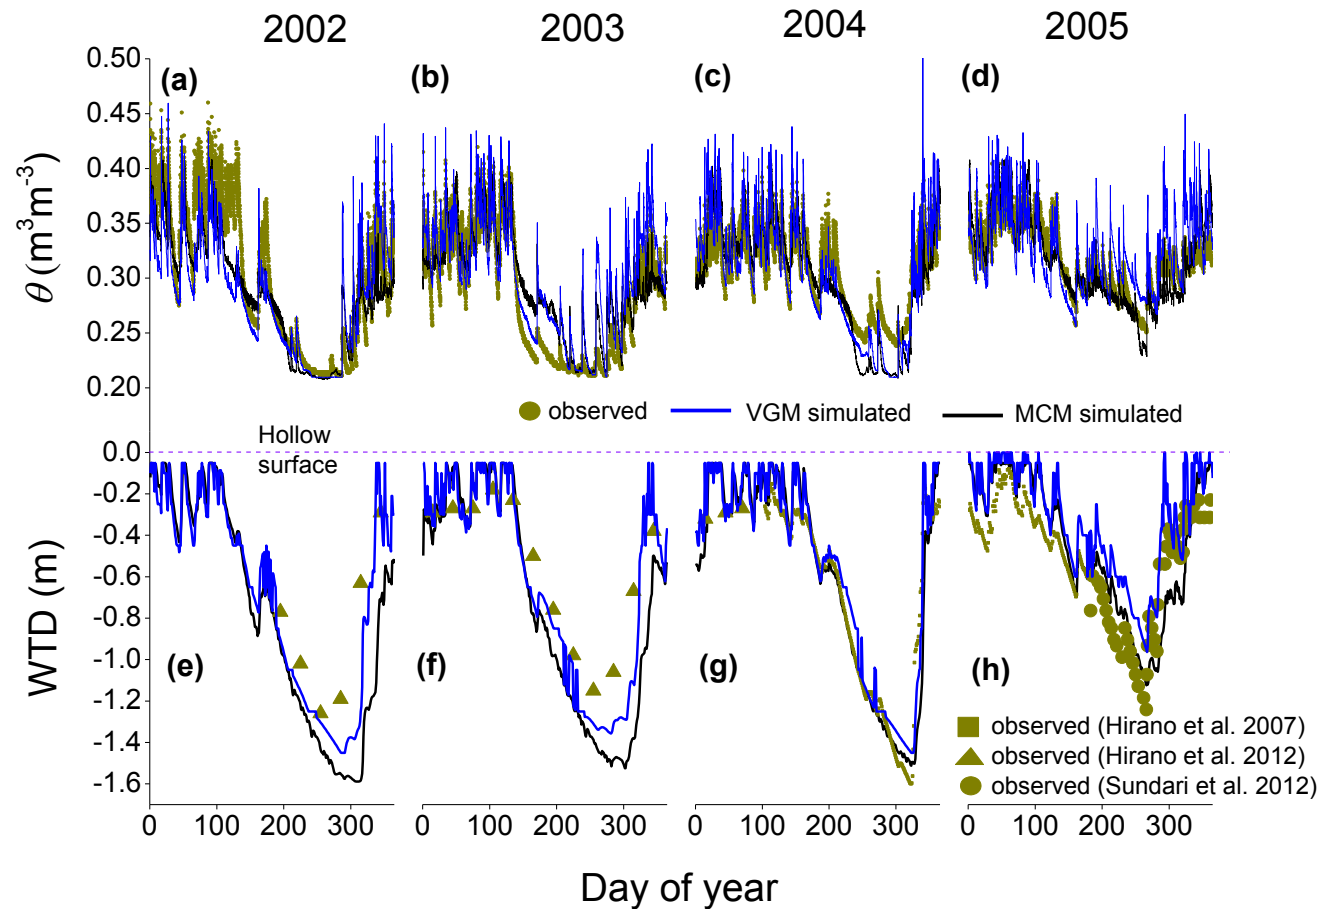 2002 2003 2004 2005
(a) (b) (c) (d)
0.50
0.45
0.40
0.35
0.30
0.25
0.20
θ (m³m⁻³)
observed VGM simulated MCM simulated
Hollow
surface
0.0
-0.2
-0.4
-0.6
-0.8
-1.0
-1.2
-1.4
-1.6
WTD (m)
(e) (f) (g) (h)
observed (Hirano et al. 2007)
observed (Hirano et al. 2012)
observed (Sundari et al. 2012)
0 100 200 300 0 100 200 300 0 100 200 300 0 100 200 300
Day of year